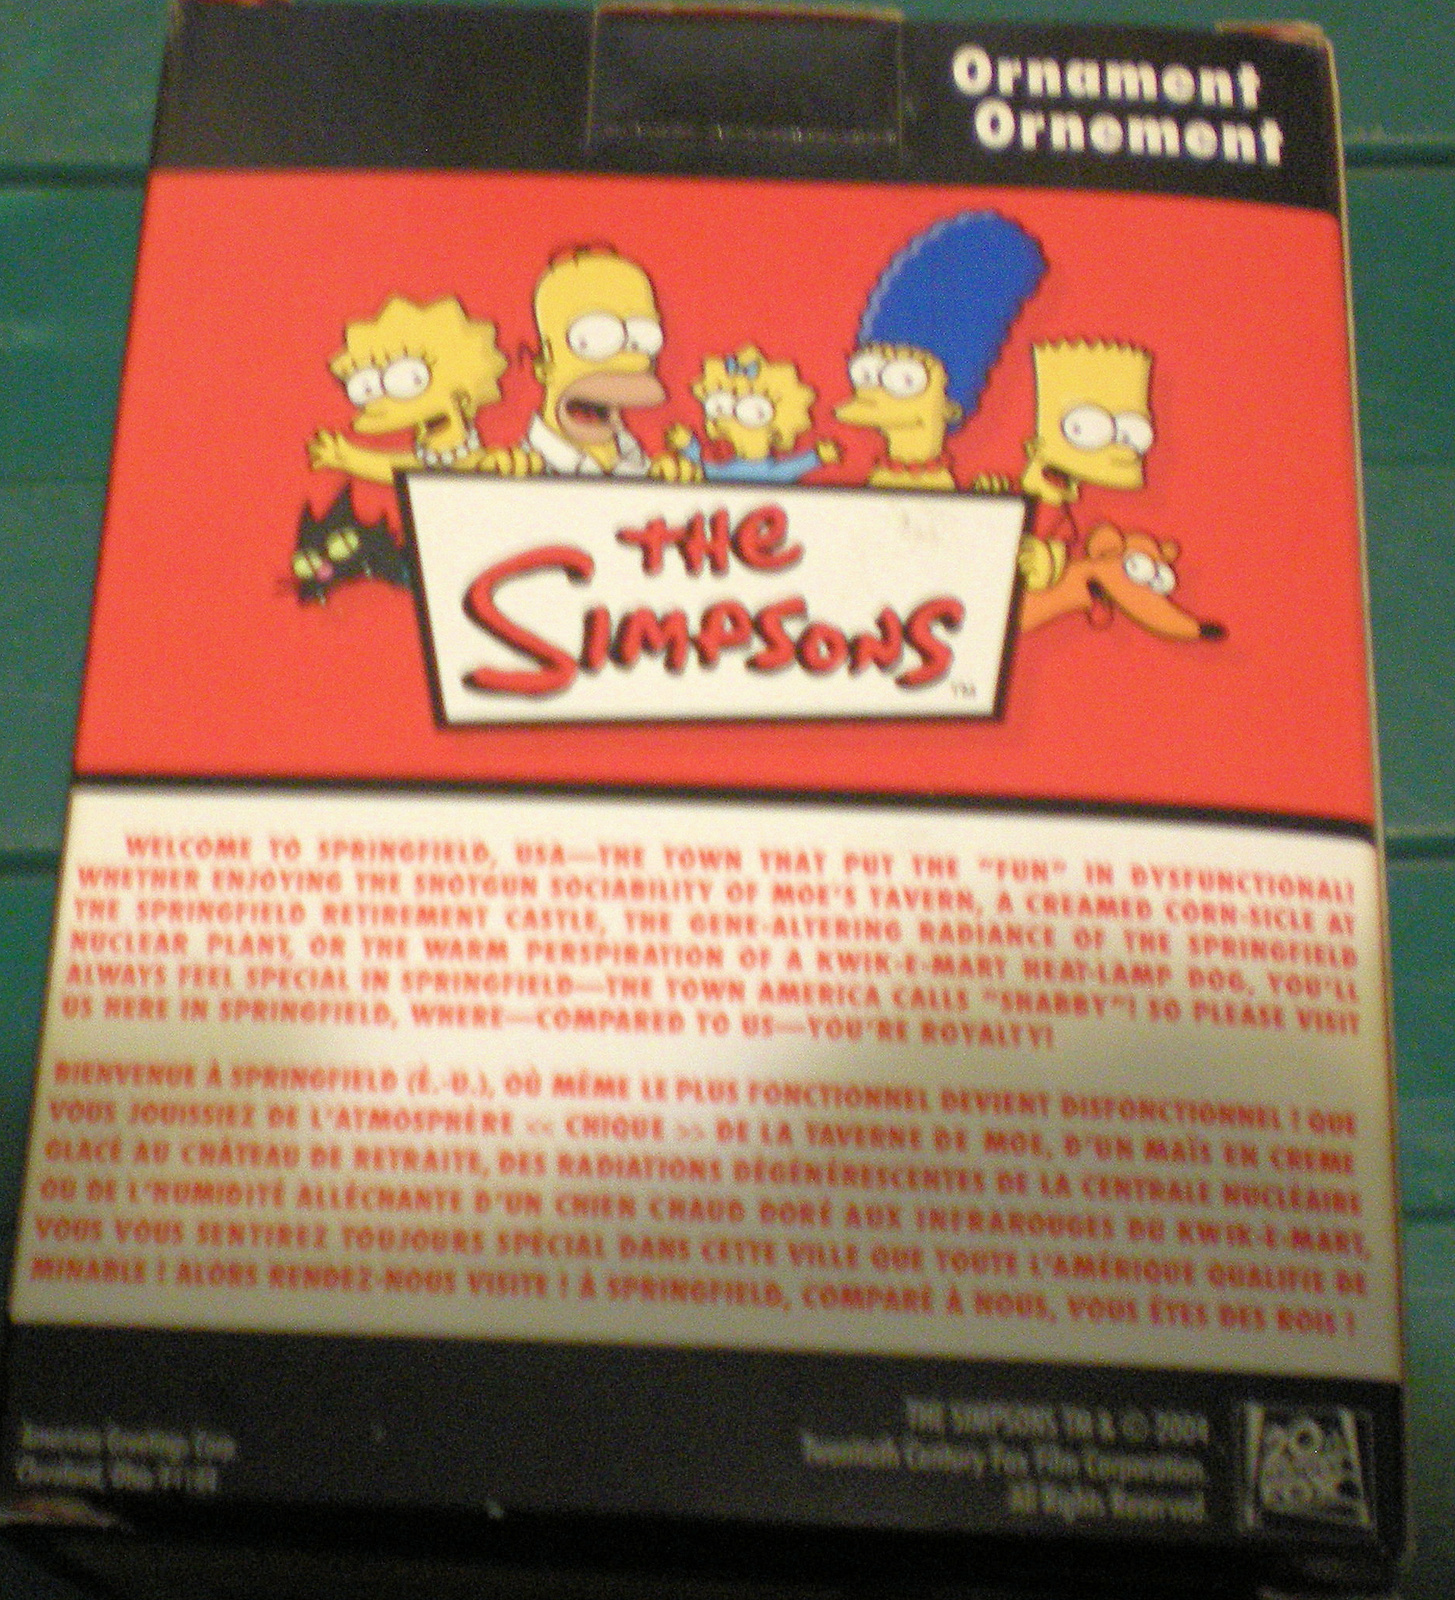 Ornament
Ornement
THE
SIMPSONS
TM
WELCOME TO SPRINGFIELD, USA—THE TOWN THAT PUT THE "FUN" IN DYSFUNCTIONAL!
WHETHER ENJOYING THE SHOTGUN SOCIABILITY OF MOE'S TAVERN, A CREAMED CORN-SICLE AT
THE SPRINGFIELD RETIREMENT CASTLE, THE GENE-ALTERING RADIANCE OF THE SPRINGFIELD
NUCLEAR PLANT, OR THE WARM PERSPIRATION OF A KWIK-E-MART HEAT-LAMP DOG, YOU'LL
ALWAYS FEEL SPECIAL IN SPRINGFIELD—THE TOWN AMERICA CALLS "SHABBY"! SO PLEASE VISIT
US HERE IN SPRINGFIELD, WHERE—COMPARED TO US—YOU'RE ROYALTY!
BIENVENUE À SPRINGFIELD (É.-U.), OÙ MÊME LE PLUS FONCTIONNEL DEVIENT DISFONCTIONNEL ! QUE
VOUS JOUISSIEZ DE L'ATMOSPHÈRE << CHIQUE >> DE LA TAVERNE DE MOE, D'UN MAÏS EN CREME
GLACÉ AU CHÂTEAU DE RETRAITE, DES RADIATIONS DÉGÉNÉRESCENTES DE LA CENTRALE NUCLÉAIRE
OU DE L'HUMIDITÉ ALLÉCHANTE D'UN CHIEN CHAUD DORÉ AUX INFRAROUGES DU KWIK-E-MART,
VOUS VOUS SENTIREZ TOUJOURS SPÉCIAL DANS CETTE VILLE QUE TOUTE L'AMÉRIQUE QUALIFIE DE
MINABLE ! ALORS RENDEZ-NOUS VISITE ! À SPRINGFIELD, COMPARÉ À NOUS, VOUS ÊTES DES ROIS !
American Greetings Corp
Cleveland, Ohio
THE SIMPSONS TM & © 2004
Twentieth Century Fox Film Corporation.
All Rights Reserved.
20th
FOX